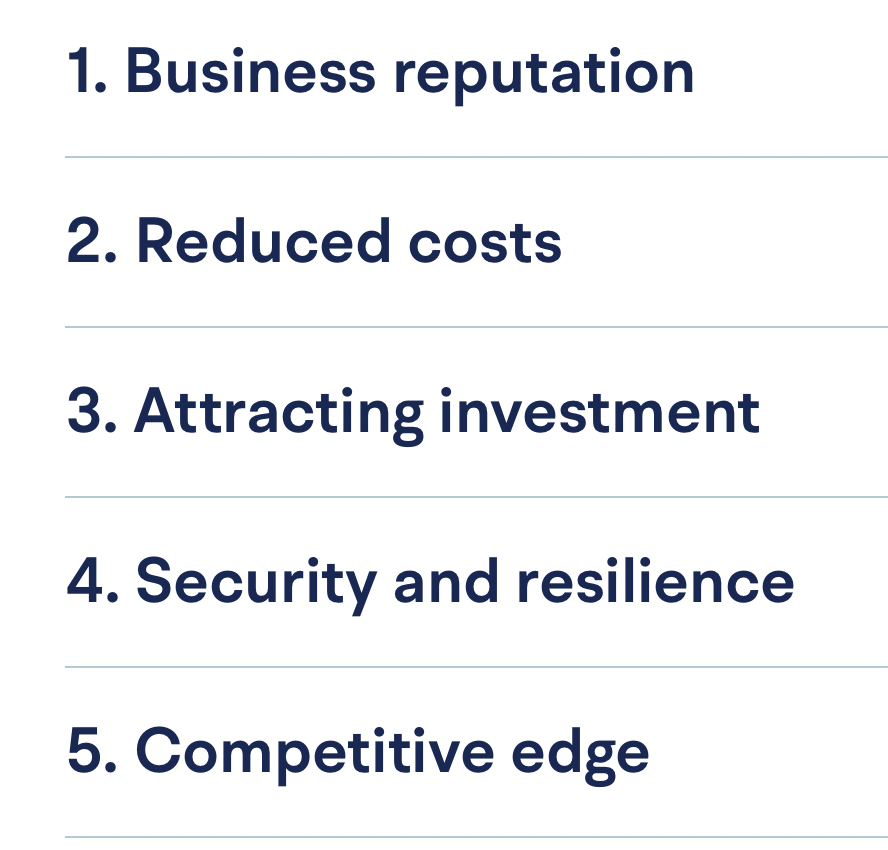 1. Business reputation
2. Reduced costs
3. Attracting investment
4. Security and resilience
5. Competitive edge